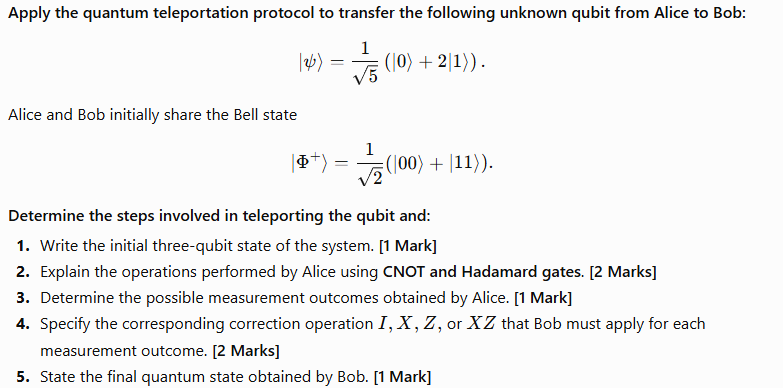 Apply the quantum teleportation protocol to transfer the following unknown qubit from Alice to Bob:
|ψ⟩ = 1/√5 (|0⟩ + 2|1⟩).
Alice and Bob initially share the Bell state
|Φ⁺⟩ = 1/√2 (|00⟩ + |11⟩).
Determine the steps involved in teleporting the qubit and:
1. Write the initial three-qubit state of the system. [1 Mark]
2. Explain the operations performed by Alice using CNOT and Hadamard gates. [2 Marks]
3. Determine the possible measurement outcomes obtained by Alice. [1 Mark]
4. Specify the corresponding correction operation I, X, Z, or XZ that Bob must apply for each
measurement outcome. [2 Marks]
5. State the final quantum state obtained by Bob. [1 Mark]